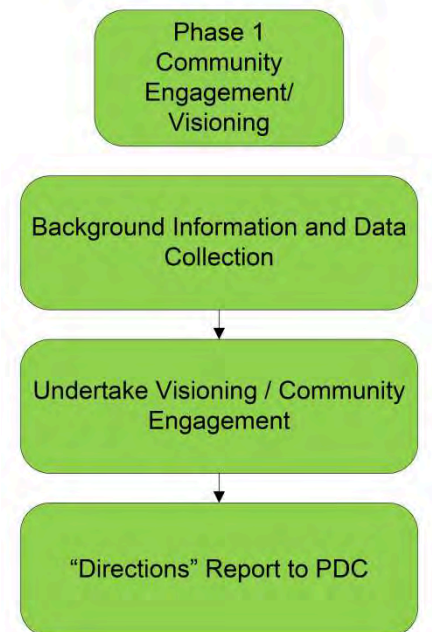 Phase 1
Community
Engagement/
Visioning
Background Information and Data
Collection
Undertake Visioning / Community
Engagement
“Directions” Report to PDC